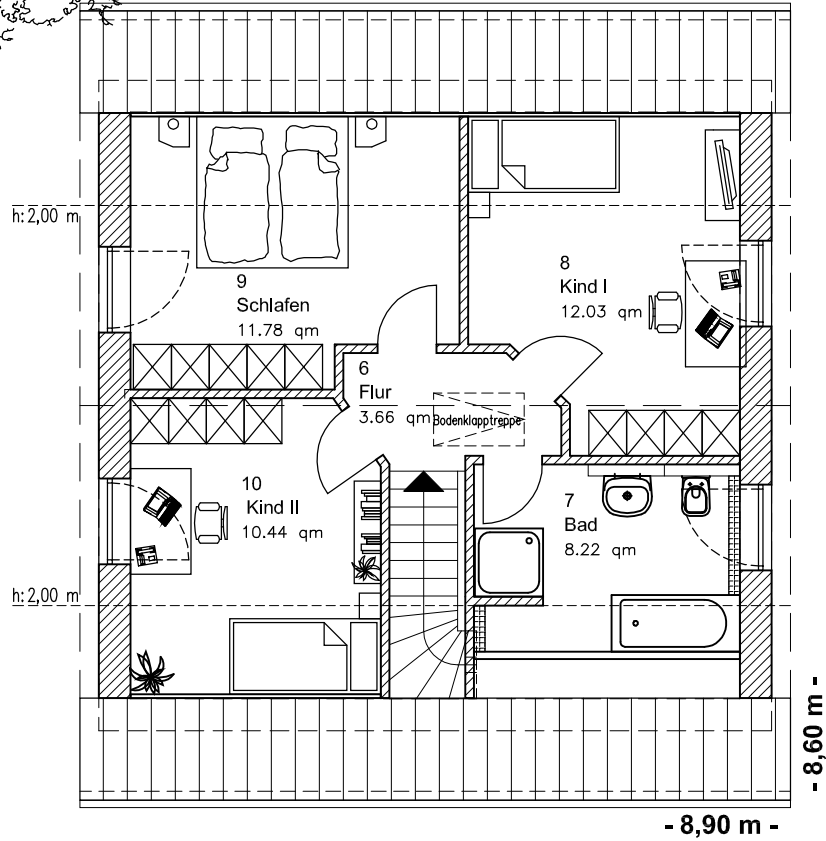 h:2,00 m
9
Schlafen
11.78 qm
8
Kind I
12.03 qm
6
Flur
3.66 qm
Bodenklapptreppe
10
Kind II
10.44 qm
7
Bad
8.22 qm
h:2,00 m
- 8,60 m -
- 8,90 m -